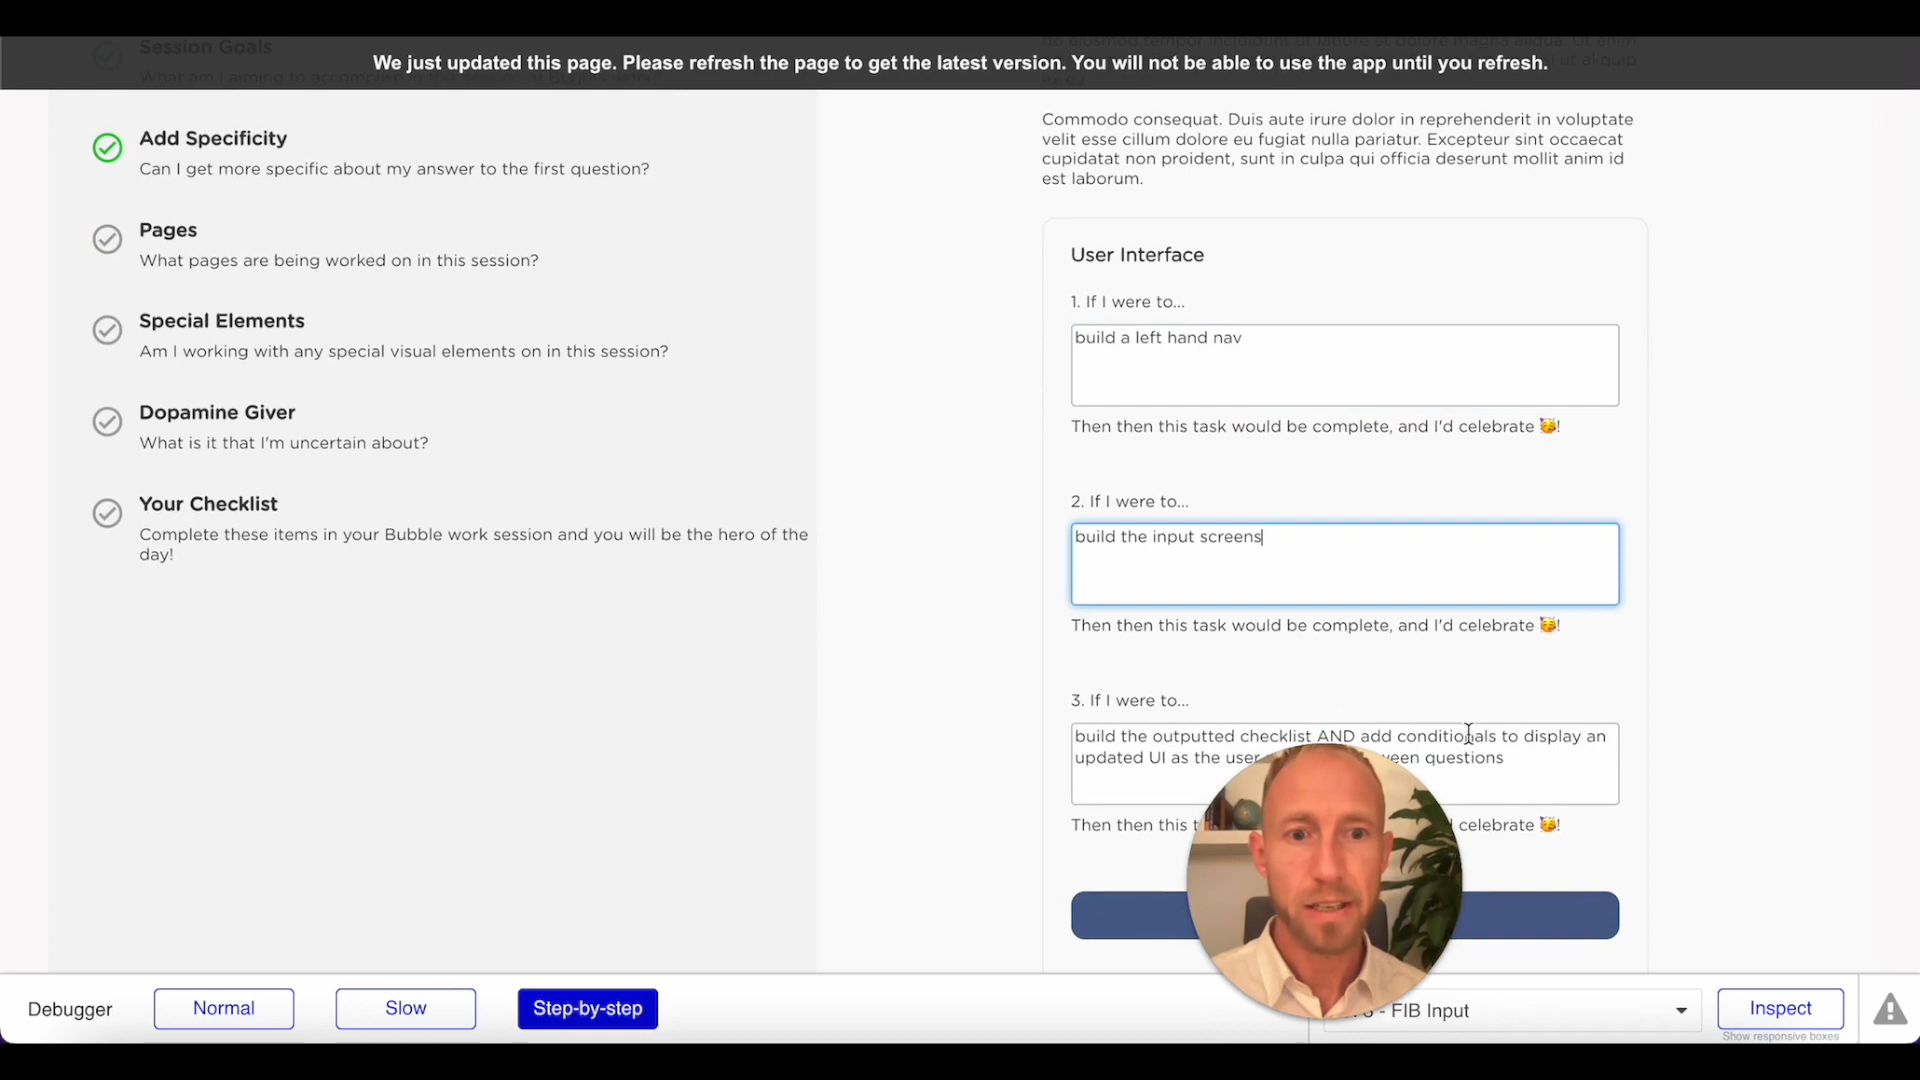 Session Goals
We just updated this page. Please refresh the page to get the latest version. You will not be able to use the app until you refresh.
Add Specificity
Can I get more specific about my answer to the first question?
Pages
What pages are being worked on in this session?
Special Elements
Am I working with any special visual elements on in this session?
Dopamine Giver
What is it that I'm uncertain about?
Your Checklist
Complete these items in your Bubble work session and you will be the hero of the
day!
Commodo consequat. Duis aute irure dolor in reprehenderit in voluptate
velit esse cillum dolore eu fugiat nulla pariatur. Excepteur sint occaecat
cupidatat non proident, sunt in culpa qui officia deserunt mollit anim id
est laborum.
User Interface
1. If I were to...
build a left hand nav
Then then this task would be complete, and I'd celebrate 🥳!
2. If I were to...
build the input screens
Then then this task would be complete, and I'd celebrate 🥳!
3. If I were to...
build the outputted checklist AND add conditionals to display an
updated UI as the user questions
Then then this celebrate 🥳!
Debugger
Normal
Slow
Step-by-step
- FIB Input
Inspect
Show responsive boxes